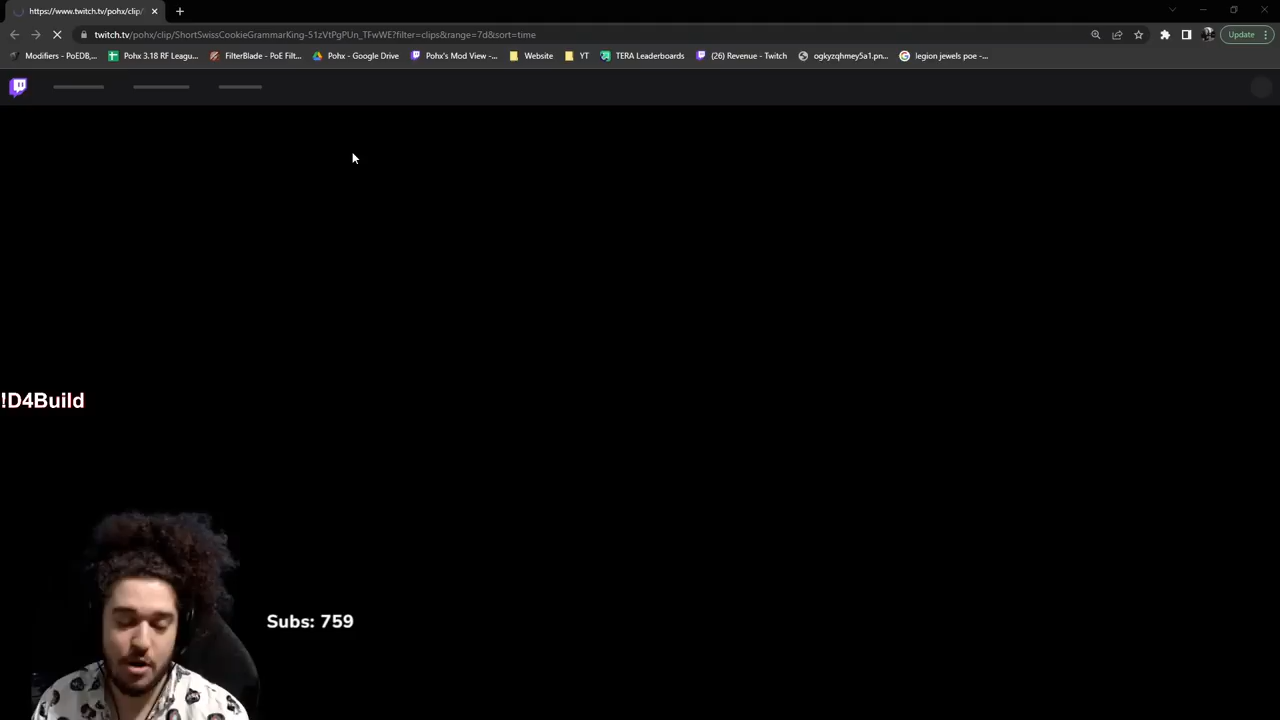 https://www.twitch.tv/pohx/clip/
twitch.tv/pohx/clip/ShortSwissCookieGrammarKing-51zVtPgPUn_TFwWE?filter=clips&range=7d&sort=time
Update
Modifiers - PoEDB,... Pohx 3.18 RF Leagu... FilterBlade - PoE Filt... Pohx - Google Drive Pohx's Mod View -... Website YT TERA Leaderboards (26) Revenue - Twitch ogkyzqhmey5a1.pn... legion jewels poe -...
!D4Build
Subs: 759